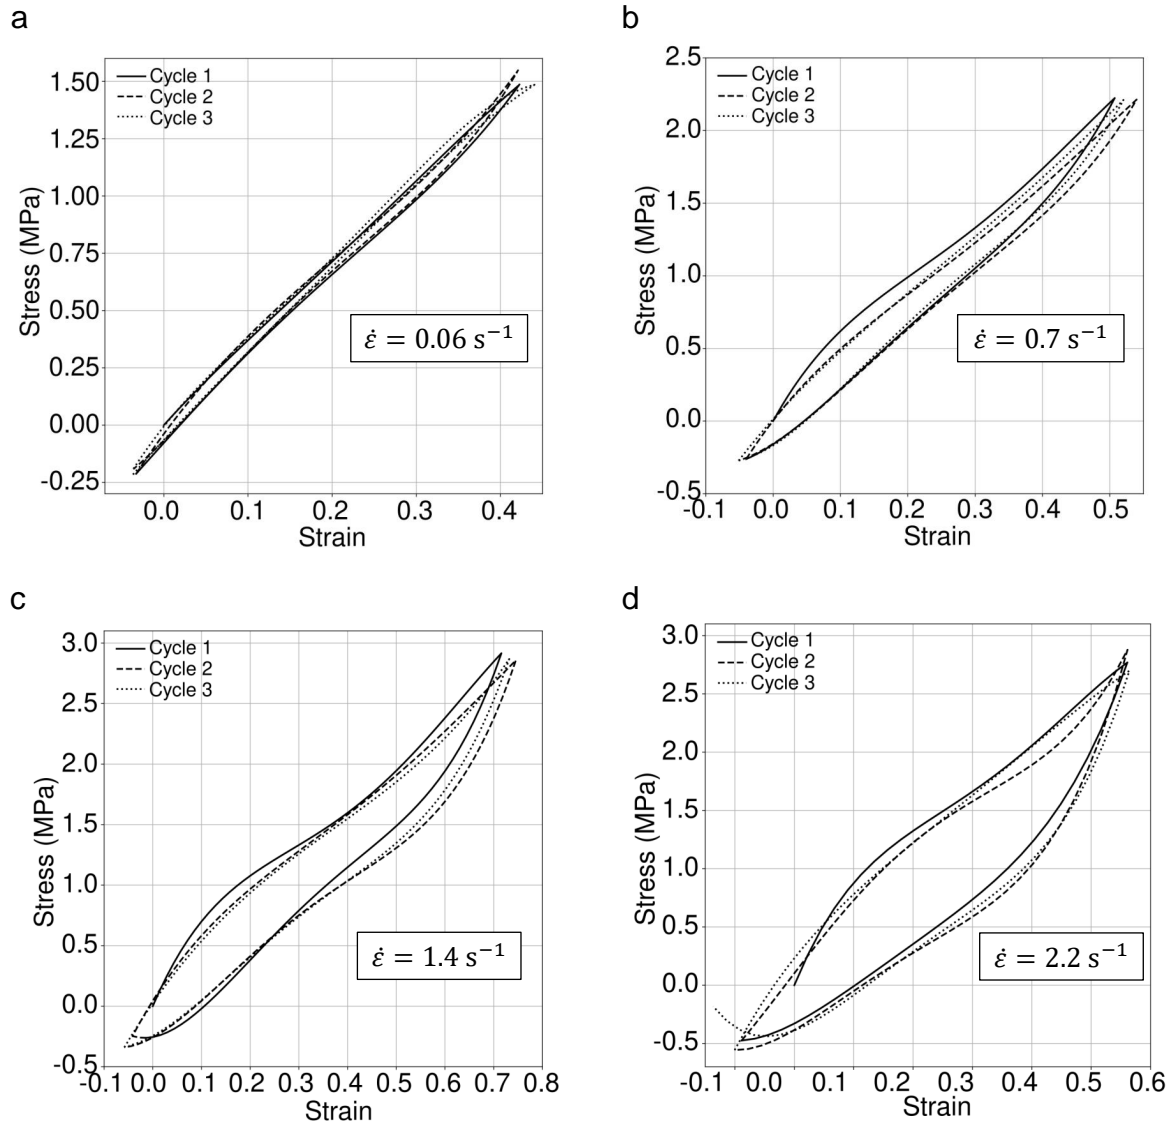 a
1.50
1.25
1.00
0.75
0.50
0.25
0.00
-0.25
Stress (MPa)
Cycle 1
Cycle 2
Cycle 3
ε̇ = 0.06 s⁻¹
0.0 0.1 0.2 0.3 0.4
Strain
b
2.5
2.0
1.5
1.0
0.5
0.0
-0.5
Stress (MPa)
Cycle 1
Cycle 2
Cycle 3
ε̇ = 0.7 s⁻¹
-0.1 0.0 0.1 0.2 0.3 0.4 0.5
Strain
c
3.0
2.5
2.0
1.5
1.0
0.5
0.0
-0.5
Stress (MPa)
Cycle 1
Cycle 2
Cycle 3
ε̇ = 1.4 s⁻¹
-0.1 0.0 0.1 0.2 0.3 0.4 0.5 0.6 0.7 0.8
Strain
d
3.0
2.5
2.0
1.5
1.0
0.5
0.0
-0.5
Stress (MPa)
Cycle 1
Cycle 2
Cycle 3
ε̇ = 2.2 s⁻¹
-0.1 0.0 0.1 0.2 0.3 0.4 0.5 0.6
Strain